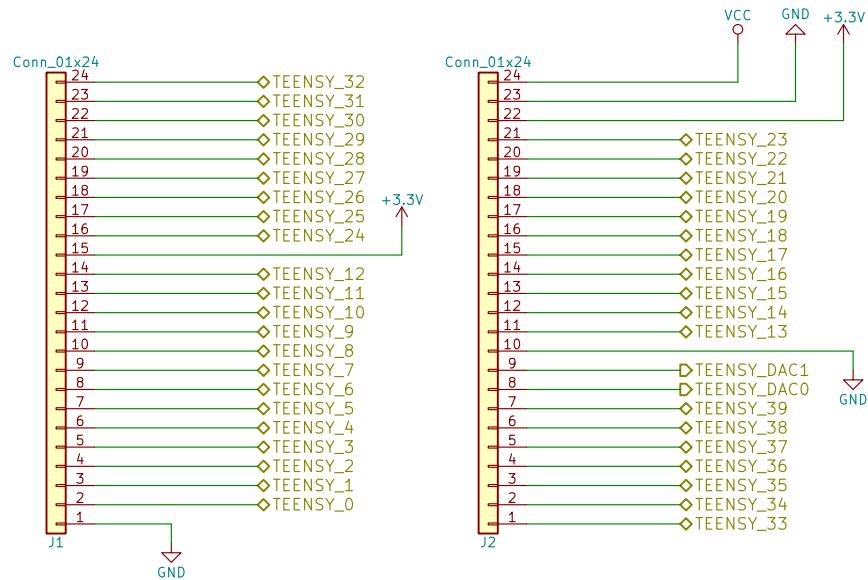 VCC
GND
+3.3V
Conn_01x24
24 TEENSY_32
23 TEENSY_31
22 TEENSY_30
21 TEENSY_29
20 TEENSY_28
19 TEENSY_27
18 TEENSY_26
17 TEENSY_25
16 TEENSY_24
15
+3.3V
14 TEENSY_12
13 TEENSY_11
12 TEENSY_10
11 TEENSY_9
10 TEENSY_8
9 TEENSY_7
8 TEENSY_6
7 TEENSY_5
6 TEENSY_4
5 TEENSY_3
4 TEENSY_2
3 TEENSY_1
2 TEENSY_0
1
J1
GND
Conn_01x24
24
23
22
21 TEENSY_23
20 TEENSY_22
19 TEENSY_21
18 TEENSY_20
17 TEENSY_19
16 TEENSY_18
15 TEENSY_17
14 TEENSY_16
13 TEENSY_15
12 TEENSY_14
11 TEENSY_13
10
9 TEENSY_DAC1
8 TEENSY_DAC0
GND
7 TEENSY_39
6 TEENSY_38
5 TEENSY_37
4 TEENSY_36
3 TEENSY_35
2 TEENSY_34
1 TEENSY_33
J2